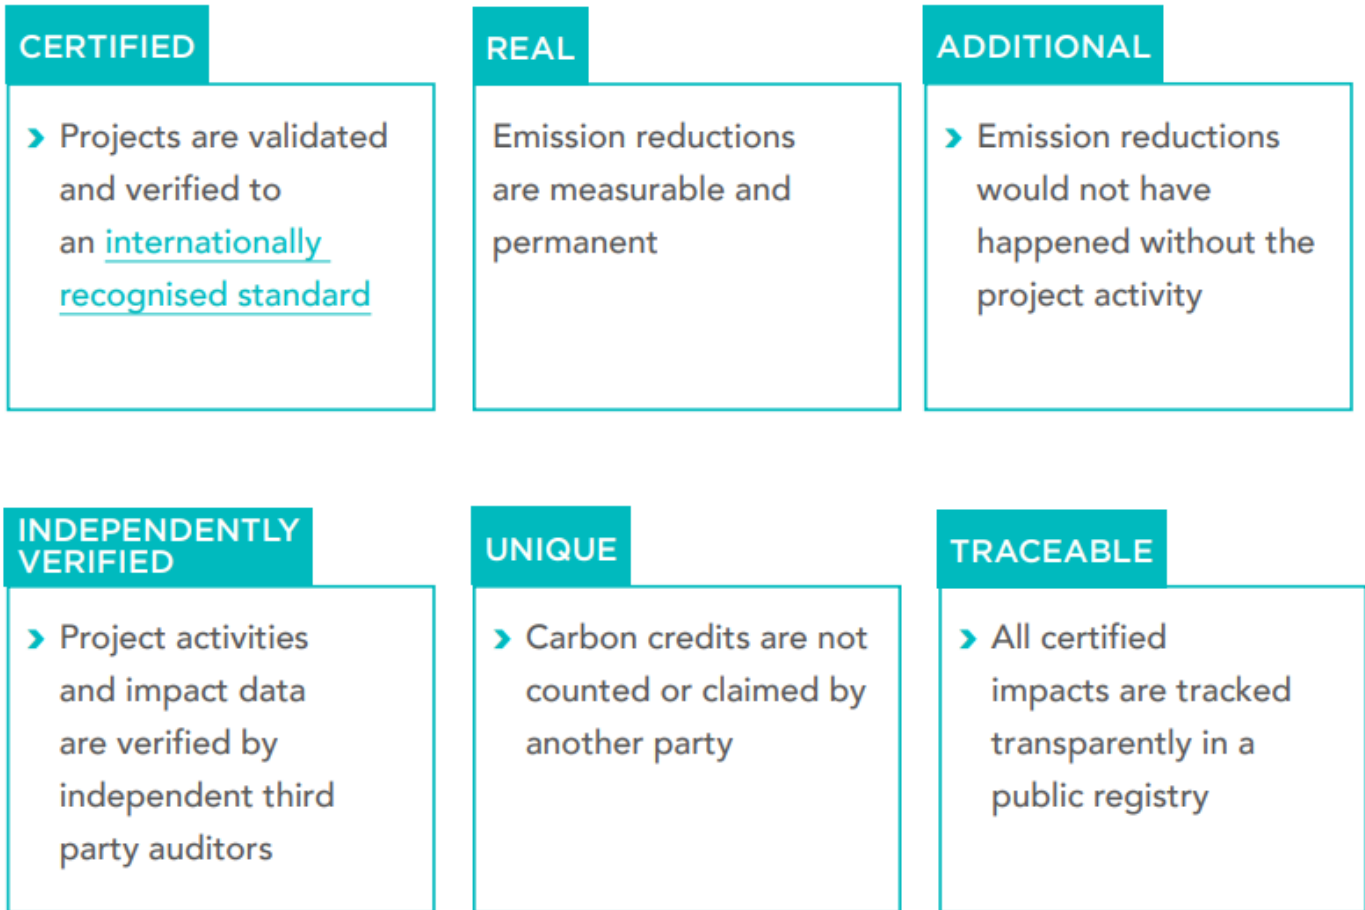 CERTIFIED
› Projects are validated
and verified to
an internationally
recognised standard
REAL
Emission reductions
are measurable and
permanent
ADDITIONAL
› Emission reductions
would not have
happened without the
project activity
INDEPENDENTLY
VERIFIED
› Project activities
and impact data
are verified by
independent third
party auditors
UNIQUE
› Carbon credits are not
counted or claimed by
another party
TRACEABLE
› All certified
impacts are tracked
transparently in a
public registry